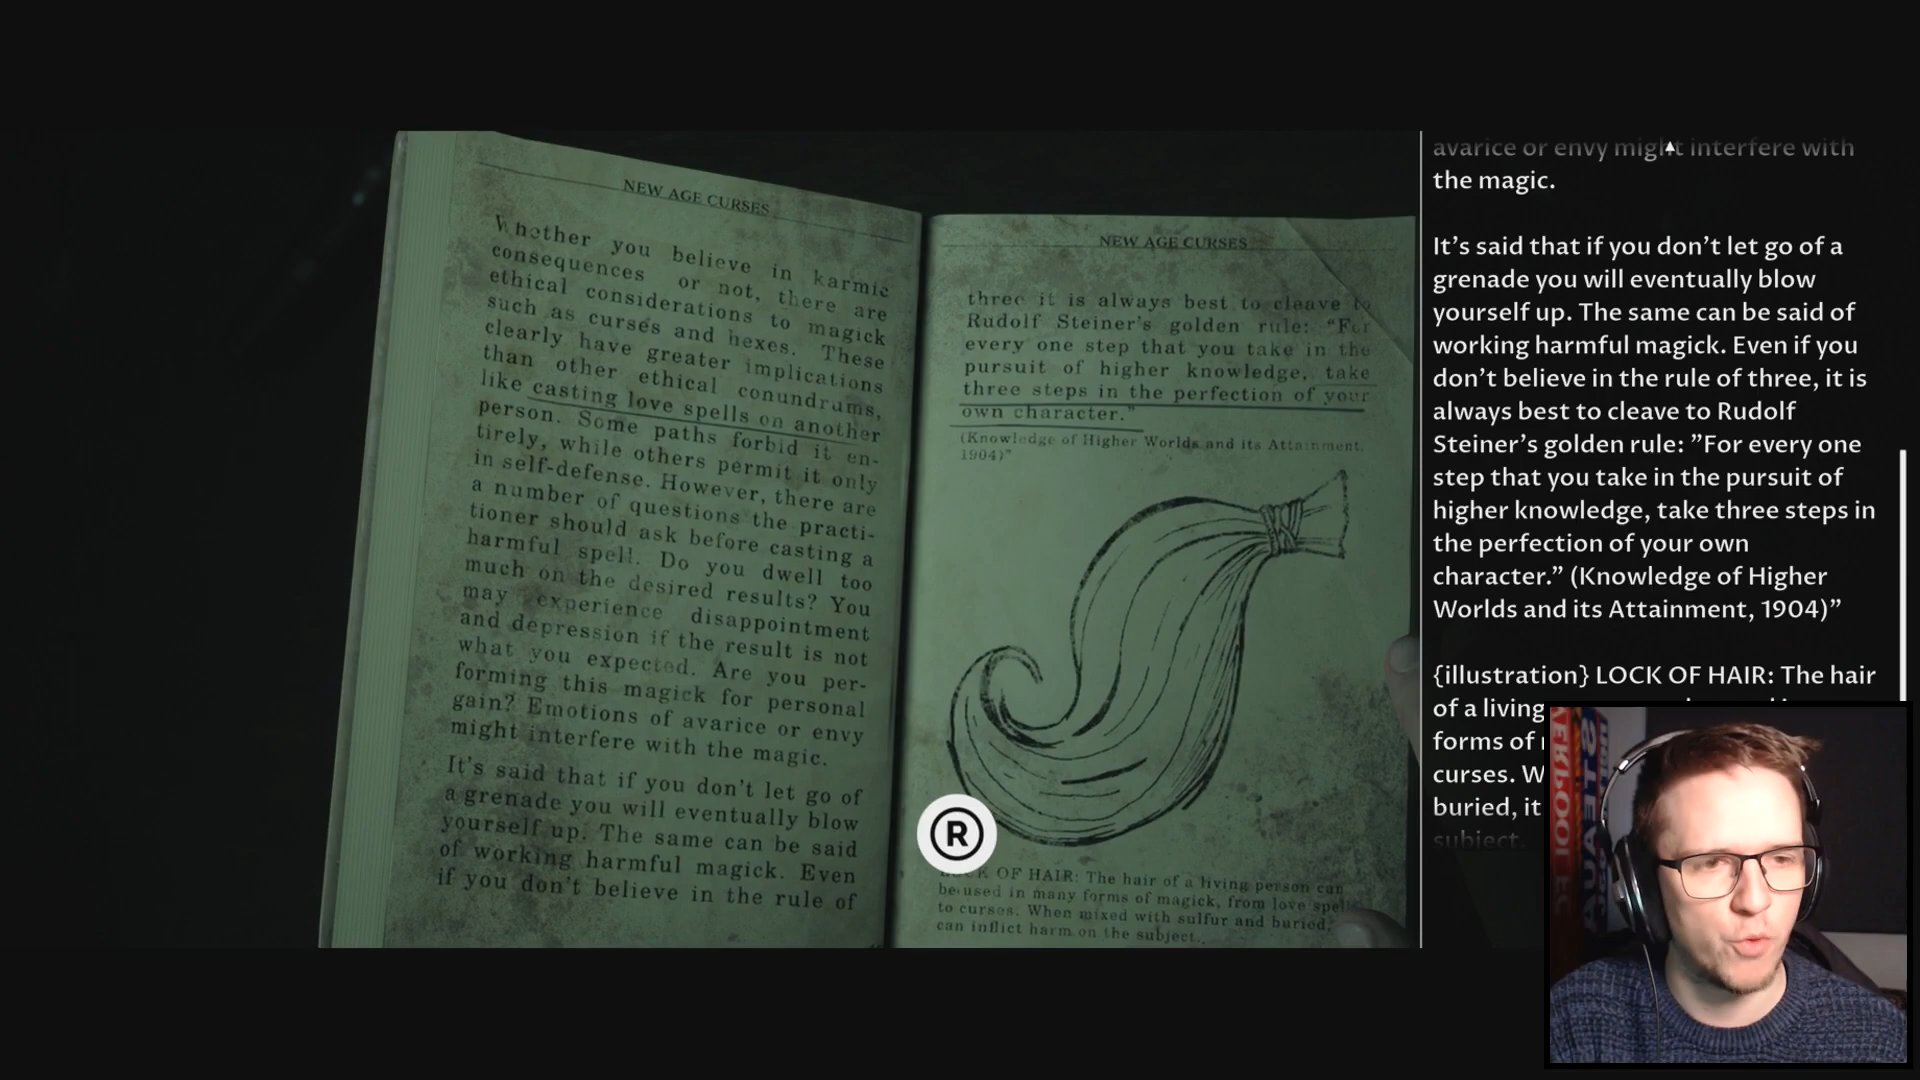 NEW AGE CURSES
Whether you believe in karmic
consequences or not, there are
ethical considerations to magick
such as curses and hexes. These
clearly have greater implications
than other ethical conundrums,
like casting love spells on another
person. Some paths forbid it en-
tirely, while others permit it only
in self-defense. However, there are
a number of questions the practi-
tioner should ask before casting a
harmful spell. Do you dwell too
much on the desired results? You
may experience disappointment
and depression if the result is not
what you expected. Are you per-
forming this magick for personal
gain? Emotions of avarice or envy
might interfere with the magic.
It's said that if you don't let go of
a grenade you will eventually blow
yourself up. The same can be said
of working harmful magick. Even
if you don't believe in the rule of
NEW AGE CURSES
three it is always best to cleave to
Rudolf Steiner's golden rule: "For
every one step that you take in the
pursuit of higher knowledge, take
three steps in the perfection of your
own character."
(Knowledge of Higher Worlds and its Attainment,
1904)"
R
OF HAIR: The hair of a living person can
be used in many forms of magick, from love spells
to curses. When mixed with sulfur and buried,
can inflict harm on the subject.
avarice or envy might interfere with
the magic.
It's said that if you don't let go of a
grenade you will eventually blow
yourself up. The same can be said of
working harmful magick. Even if you
don't believe in the rule of three, it is
always best to cleave to Rudolf
Steiner's golden rule: "For every one
step that you take in the pursuit of
higher knowledge, take three steps in
the perfection of your own
character." (Knowledge of Higher
Worlds and its Attainment, 1904)"
{illustration} LOCK OF HAIR: The hair
of a living
forms of
curses. W
buried, it
subject.